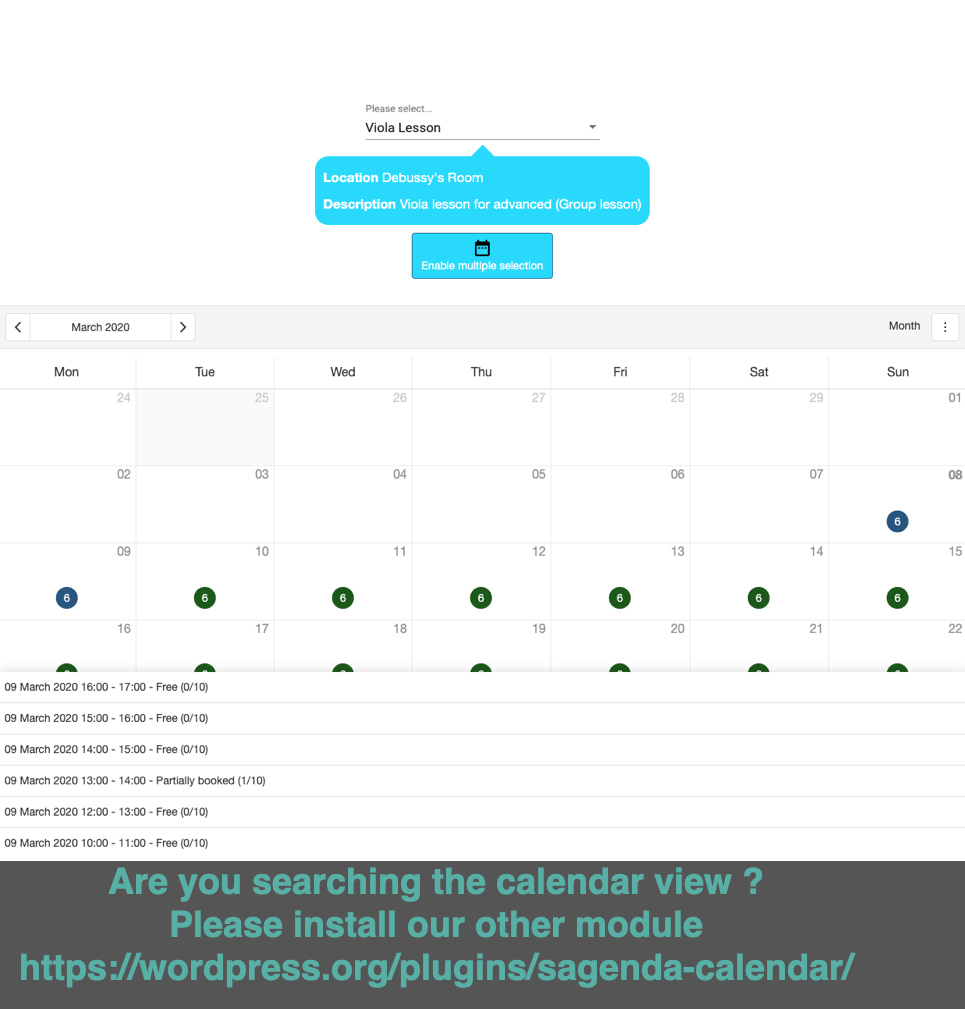 Please select...
Viola Lesson
Location Debussy's Room
Description Viola lesson for advanced (Group lesson)
Enable multiple selection
March 2020
Month
Mon Tue Wed Thu Fri Sat Sun
24 25 26 27 28 29 01
02 03 04 05 06 07 08
6
09 10 11 12 13 14 15
6 6 6 6 6 6 6
16 17 18 19 20 21 22
09 March 2020 16:00 - 17:00 - Free (0/10)
09 March 2020 15:00 - 16:00 - Free (0/10)
09 March 2020 14:00 - 15:00 - Free (0/10)
09 March 2020 13:00 - 14:00 - Partially booked (1/10)
09 March 2020 12:00 - 13:00 - Free (0/10)
09 March 2020 10:00 - 11:00 - Free (0/10)
Are you searching the calendar view ?
Please install our other module
https://wordpress.org/plugins/sagenda-calendar/